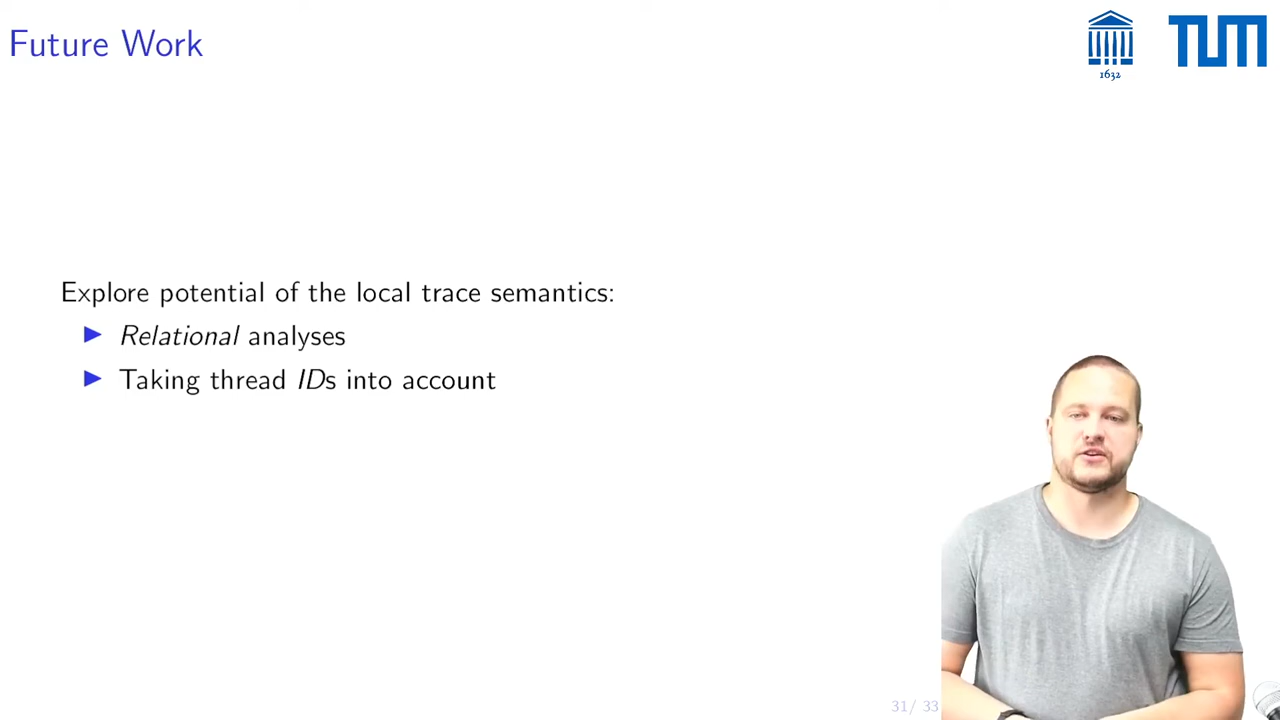 Future Work
1632
TUM
Explore potential of the local trace semantics:
Relational analyses
Taking thread IDs into account
31/ 33